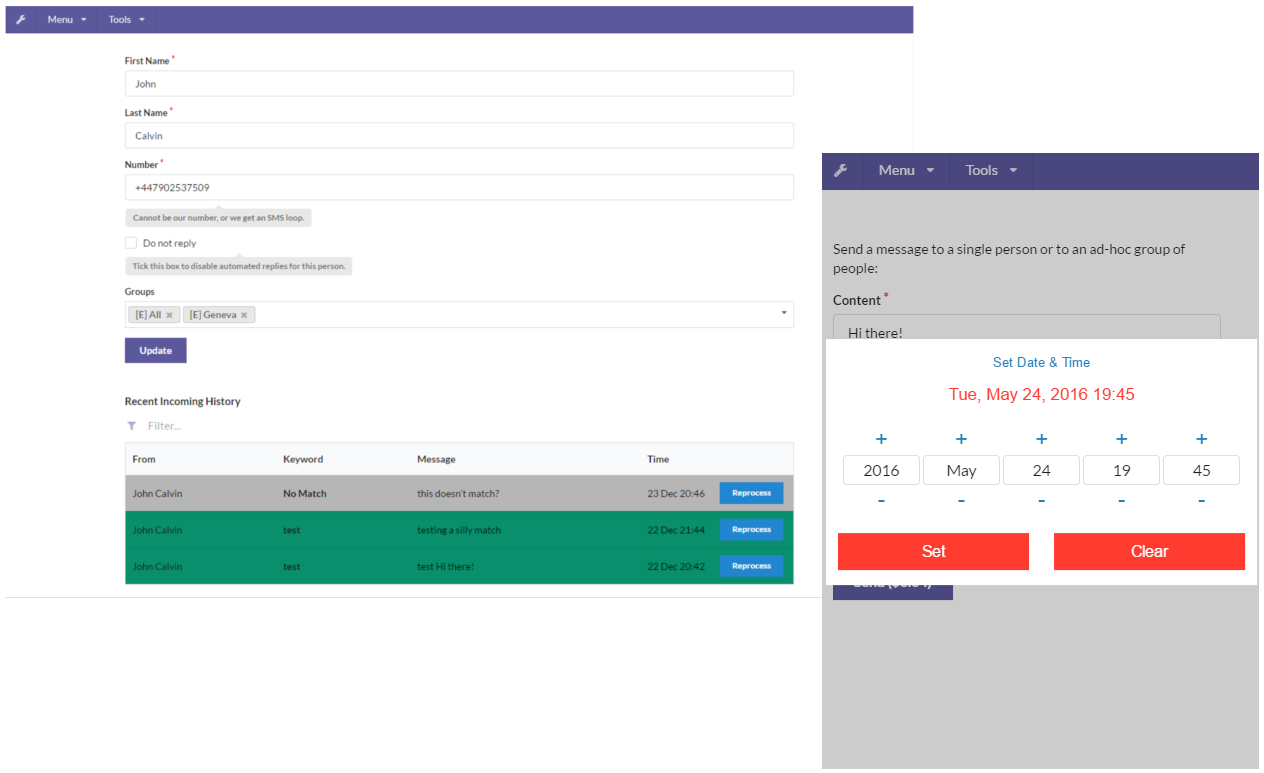 Menu Tools
First Name *
John
Last Name *
Calvin
Number *
+447902537509
Cannot be our number, or we get an SMS loop.
Do not reply
Tick this box to disable automated replies for this person.
Groups
[E] All × [E] Geneva ×
Update
Recent Incoming History
Filter...
From Keyword Message Time
John Calvin No Match this doesn't match? 23 Dec 20:46 Reprocess
John Calvin test testing a silly match 22 Dec 21:44 Reprocess
John Calvin test test Hi there! 22 Dec 20:42 Reprocess
Menu Tools
Send a message to a single person or to an ad-hoc group of
people:
Content *
Hi there!
Set Date & Time
Tue, May 24, 2016 19:45
+ + + + +
2016 May 24 19 45
- - - - -
Set Clear